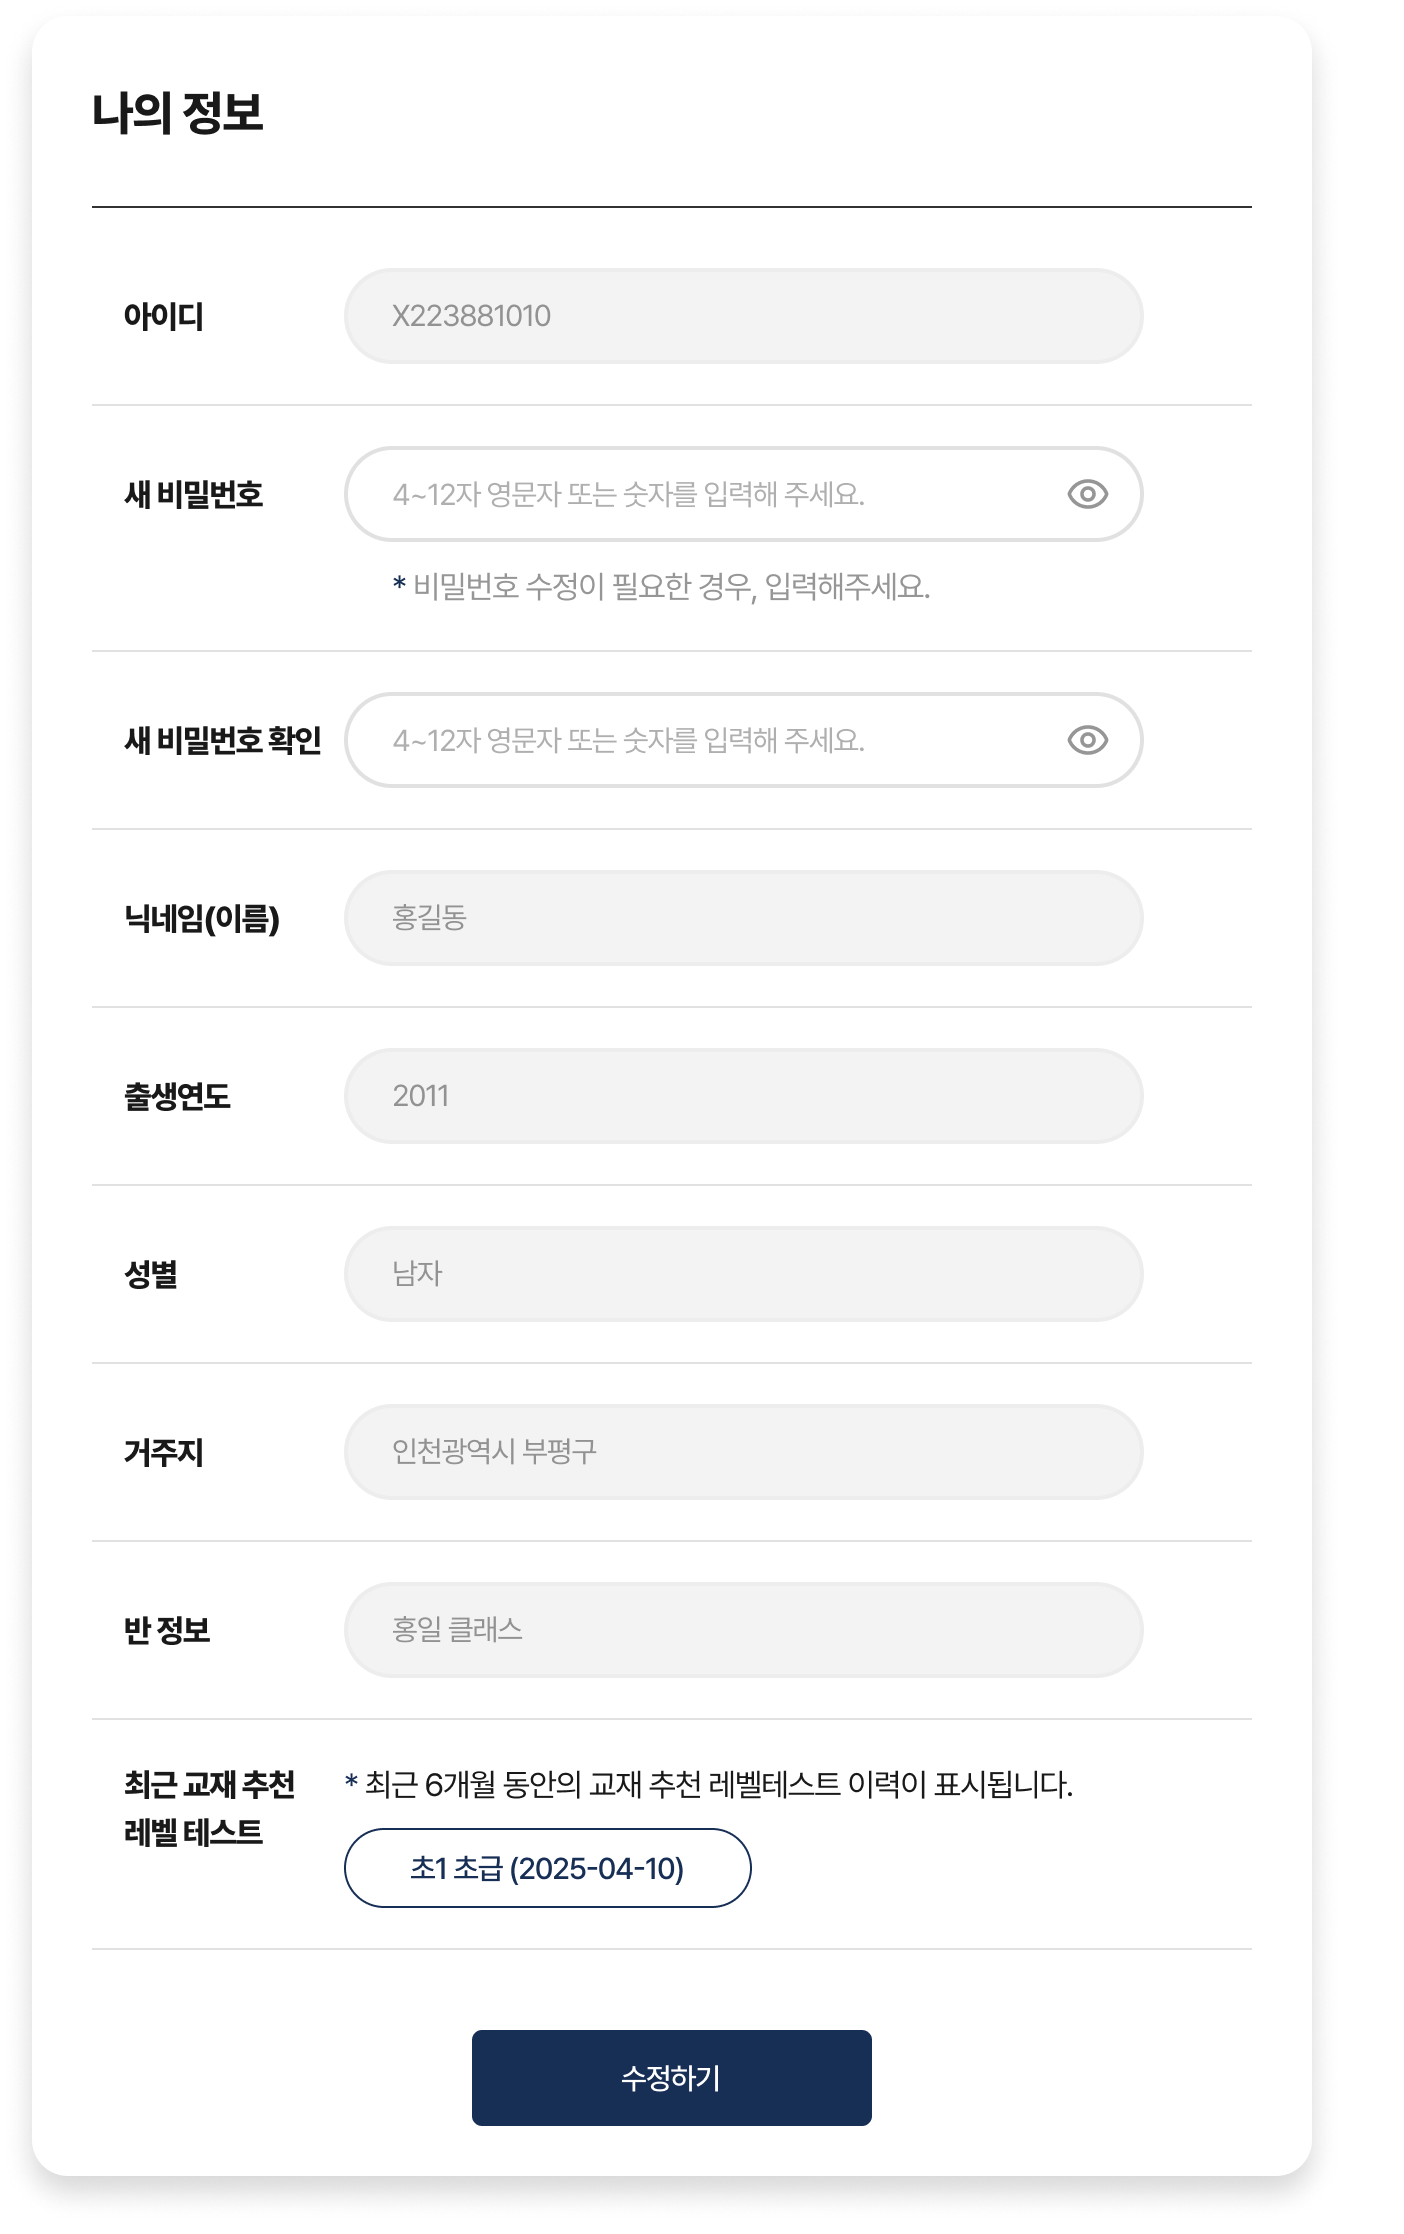 나의 정보
아이디
X223881010
새 비밀번호
4~12자 영문자 또는 숫자를 입력해 주세요.
* 비밀번호 수정이 필요한 경우, 입력해주세요.
새 비밀번호 확인
4~12자 영문자 또는 숫자를 입력해 주세요.
닉네임(이름)
홍길동
출생연도
2011
성별
남자
거주지
인천광역시 부평구
반 정보
홍일 클래스
최근 교재 추천
레벨 테스트
* 최근 6개월 동안의 교재 추천 레벨테스트 이력이 표시됩니다.
초1 초급 (2025-04-10)
수정하기